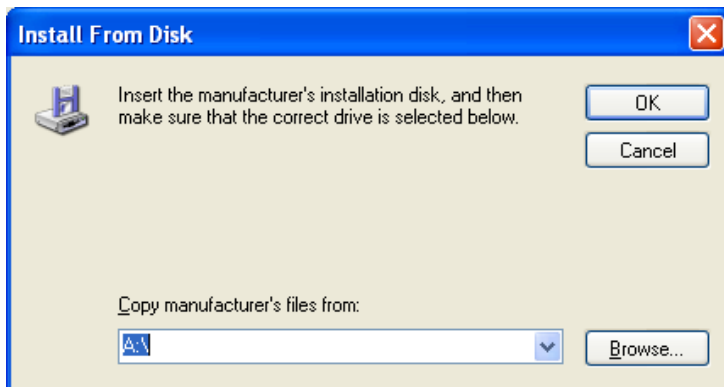 Install From Disk
Insert the manufacturer's installation disk, and then
make sure that the correct drive is selected below.
OK
Cancel
Copy manufacturer's files from:
A:\
Browse...